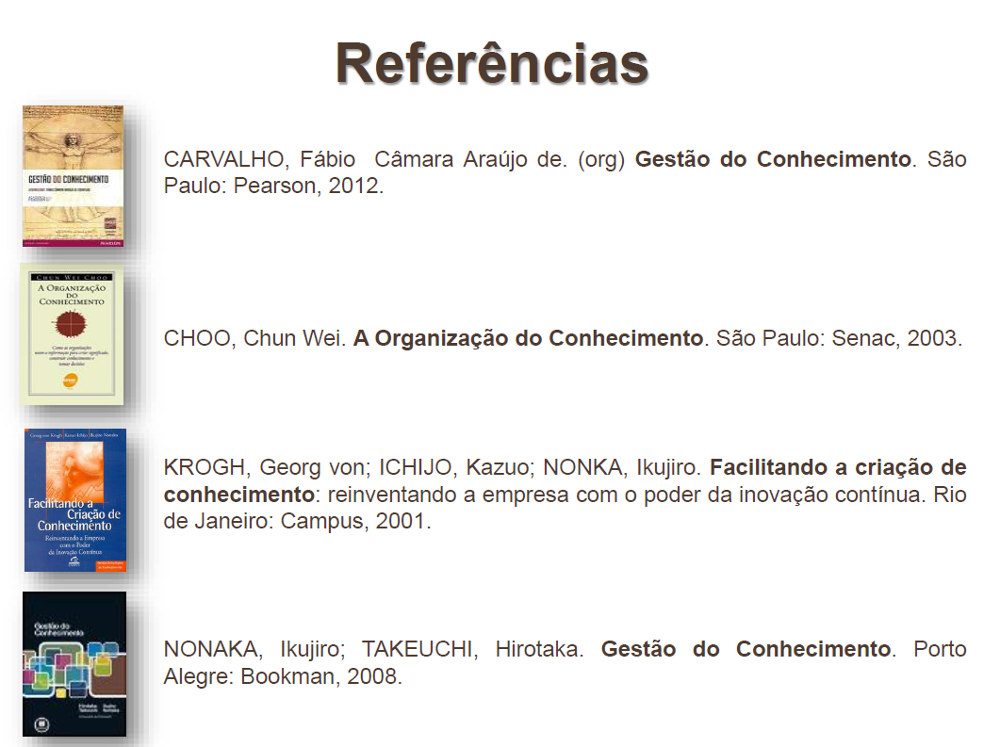 Referências
GESTÃO DO CONHECIMENTO
PEARSON
CARVALHO, Fábio Câmara Araújo de. (org) Gestão do Conhecimento. São
Paulo: Pearson, 2012.
CHUN WEI CHOO
A ORGANIZAÇÃO
DO
CONHECIMENTO
Como as organizações
usam a informação para criar significado,
construir conhecimento e
tomar decisões
CHOO, Chun Wei. A Organização do Conhecimento. São Paulo: Senac, 2003.
Georg von Krogh Kazuo Ichijo Ikujiro Nonaka
Facilitando a
Criação de
Conhecimento
Reinventando a Empresa
com o Poder
da Inovação Contínua
KROGH, Georg von; ICHIJO, Kazuo; NONKA, Ikujiro. Facilitando a criação de
conhecimento: reinventando a empresa com o poder da inovação contínua. Rio
de Janeiro: Campus, 2001.
Gestão do
Conhecimento
NONAKA, Ikujiro; TAKEUCHI, Hirotaka. Gestão do Conhecimento. Porto
Alegre: Bookman, 2008.